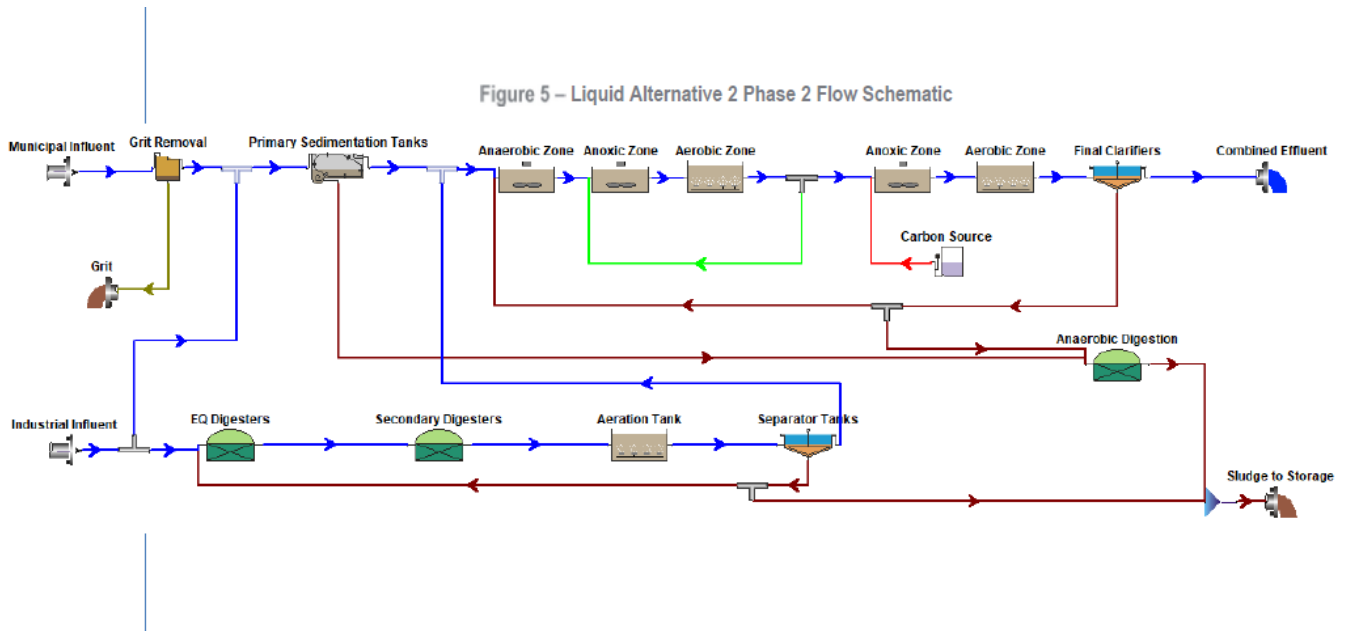 Figure 5 – Liquid Alternative 2 Phase 2 Flow Schematic
Municipal Influent
Grit Removal
Primary Sedimentation Tanks
Anaerobic Zone
Anoxic Zone
Aerobic Zone
Anoxic Zone
Aerobic Zone
Final Clarifiers
Combined Effluent
Carbon Source
Grit
Anaerobic Digestion
Industrial Influent
EQ Digesters
Secondary Digesters
Aeration Tank
Separator Tanks
Sludge to Storage